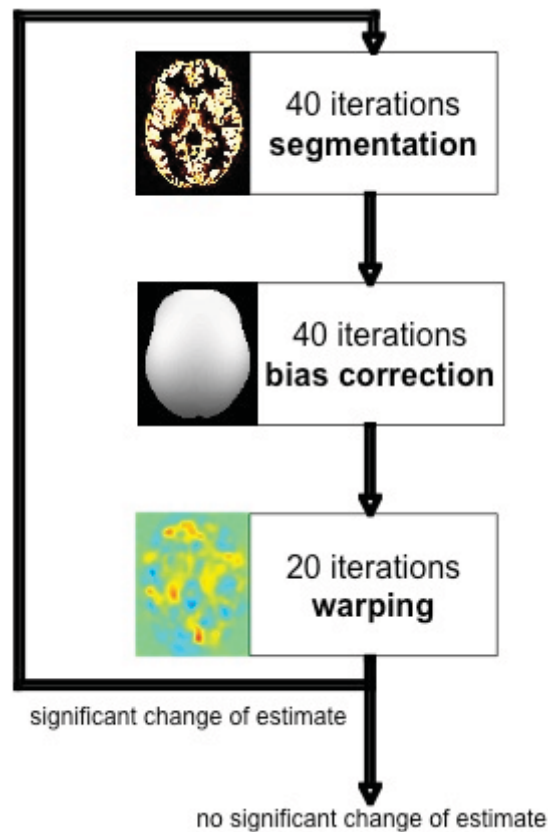 40 iterations
segmentation
40 iterations
bias correction
20 iterations
warping
significant change of estimate
no significant change of estimate